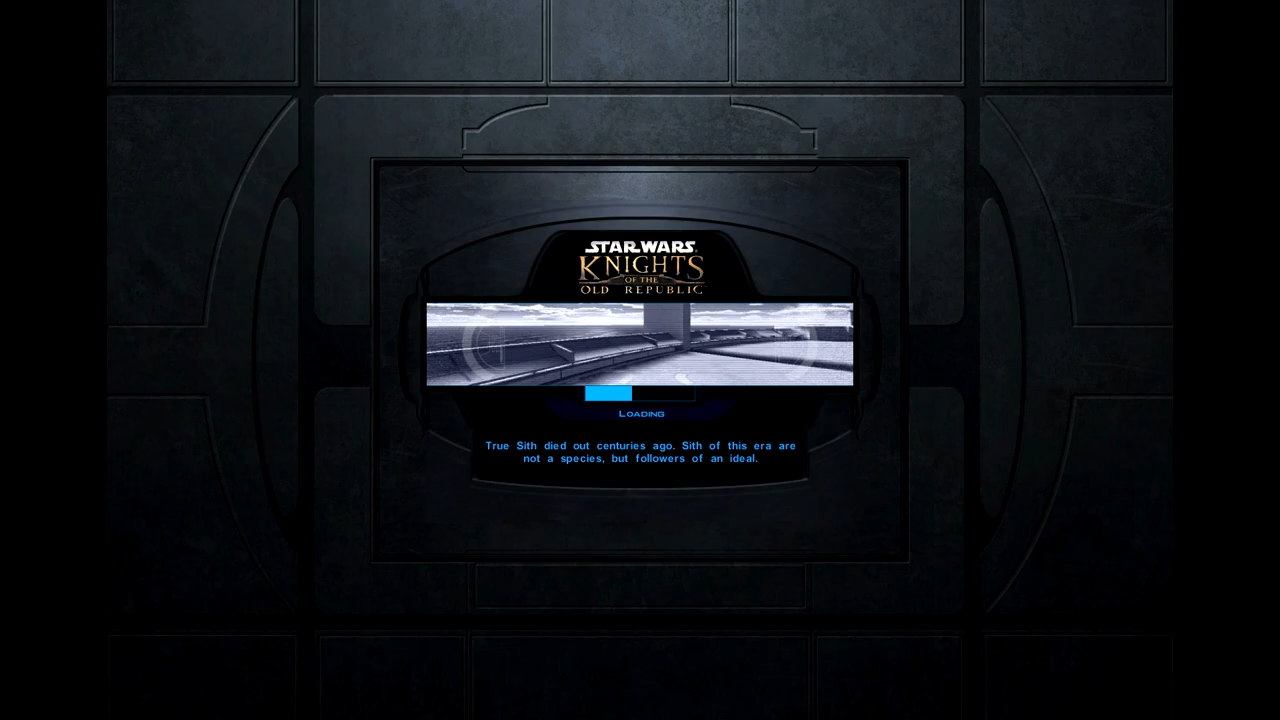 STAR WARS
KNIGHTS
OF THE
OLD REPUBLIC
LOADING
True Sith died out centuries ago. Sith of this era are
not a species, but followers of an ideal.